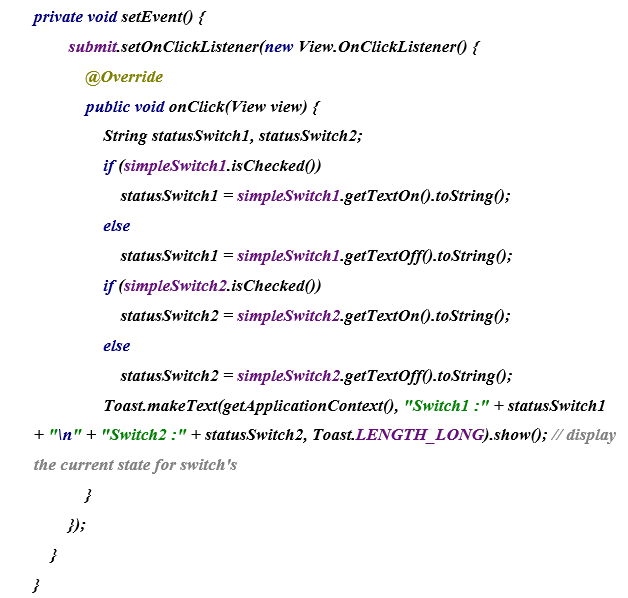 private void setEvent() {
submit.setOnClickListener(new View.OnClickListener() {
@Override
public void onClick(View view) {
String statusSwitch1, statusSwitch2;
if (simpleSwitch1.isChecked())
statusSwitch1 = simpleSwitch1.getTextOn().toString();
else
statusSwitch1 = simpleSwitch1.getTextOff().toString();
if (simpleSwitch2.isChecked())
statusSwitch2 = simpleSwitch2.getTextOn().toString();
else
statusSwitch2 = simpleSwitch2.getTextOff().toString();
Toast.makeText(getApplicationContext(), "Switch1 :" + statusSwitch1
+ "\n" + "Switch2 :" + statusSwitch2, Toast.LENGTH_LONG).show(); // display
the current state for switch's
}
});
}
}